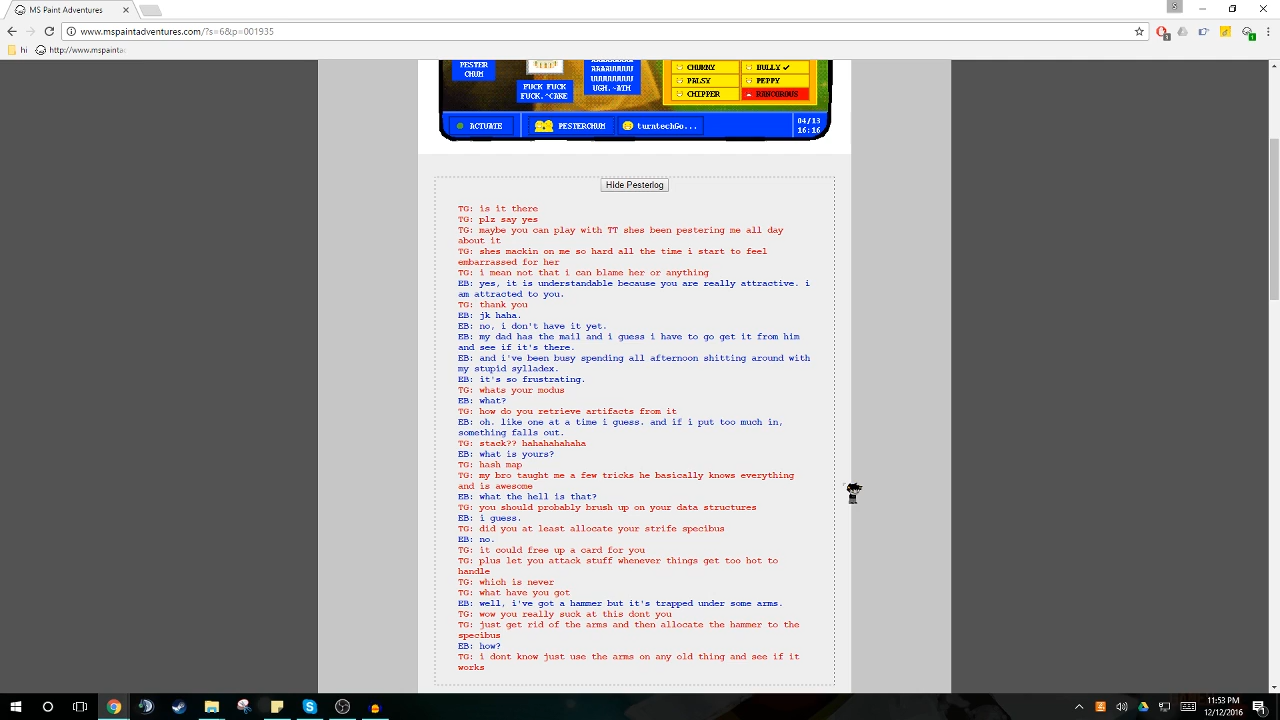 MS Paint Adventures
www.mspaintadventures.com/?s=6&p=001935
hi
http://www.mspainta
PESTER
CHUM
FUCK FUCK
FUCK.~CAKE
UGH.~ATH
CHUMMY
BULLY
PALSY
PEPPY
CHIPPER
RANCOROUS
ACTUATE
PESTERCHUM
turntechGo...
04/13
16:16
Hide Pesterlog
TG: is it there
TG: plz say yes
TG: maybe you can play with TT shes been pestering me all day
about it
TG: shes mackin on me so hard all the time i start to feel
embarrassed for her
TG: i mean not that i can blame her or anything
EB: yes, it is understandable because you are really attractive. i
am attracted to you.
TG: thank you
EB: jk haha.
EB: no, i don't have it yet.
EB: my dad has the mail and i guess i have to go get it from him
and see if it's there.
EB: and i've been busy spending all afternoon shitting around with
my stupid sylladex.
EB: it's so frustrating.
TG: whats your modus
EB: what?
TG: how do you retrieve artifacts from it
EB: oh. like one at a time i guess. and if i put too much in,
something falls out.
TG: stack?? hahahahahaha
EB: what is yours?
TG: hash map
TG: my bro taught me a few tricks he basically knows everything
and is awesome
EB: what the hell is that?
TG: you should probably brush up on your data structures
EB: i guess.
TG: did you at least allocate your strife specibus
EB: no.
TG: it could free up a card for you
TG: plus let you attack stuff whenever things get too hot to
handle
TG: which is never
TG: what have you got
EB: well, i've got a hammer but it's trapped under some arms.
TG: wow you really suck at this dont you
TG: just get rid of the arms and then allocate the hammer to the
specibus
EB: how?
TG: i dont know just use the arms on any old thing and see if it
works
11:53 PM
12/12/2016